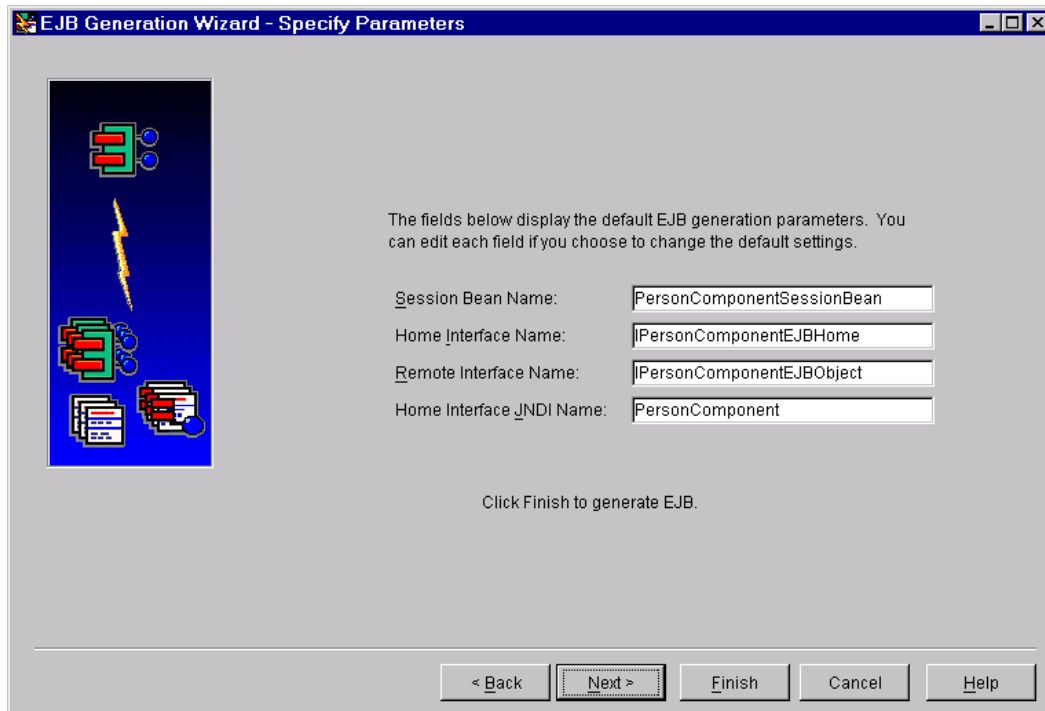 EJB Generation Wizard - Specify Parameters
The fields below display the default EJB generation parameters. You
can edit each field if you choose to change the default settings.
Session Bean Name: PersonComponentSessionBean
Home Interface Name: IPersonComponentEJBHome
Remote Interface Name: IPersonComponentEJBObject
Home Interface JNDI Name: PersonComponent
Click Finish to generate EJB.
< Back Next > Finish Cancel Help